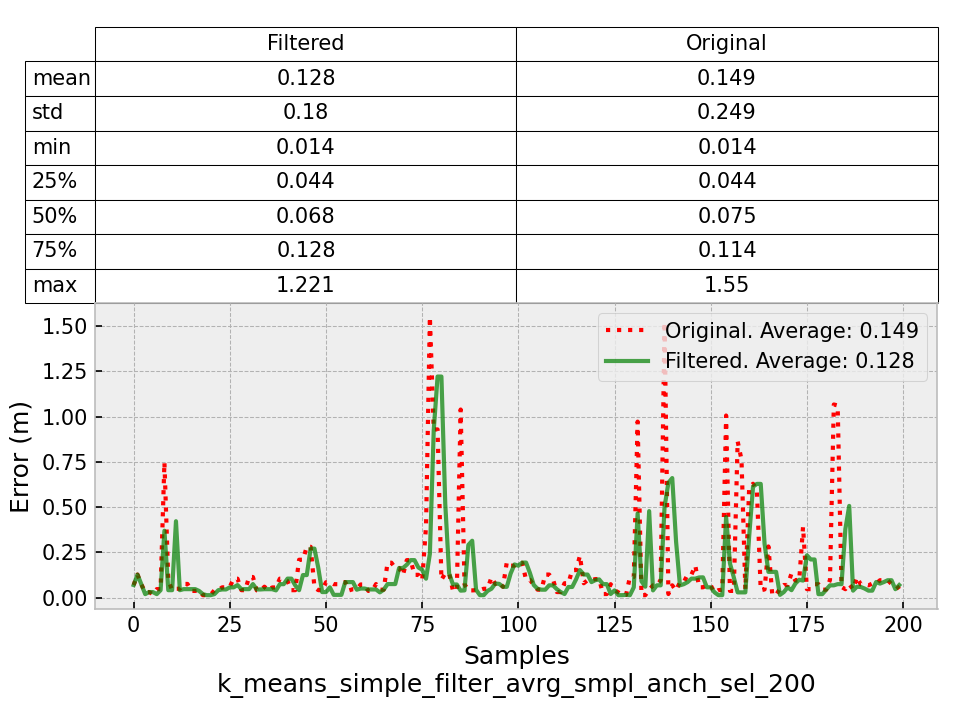 Filtered Original
mean 0.128 0.149
std 0.18 0.249
min 0.014 0.014
25% 0.044 0.044
50% 0.068 0.075
75% 0.128 0.114
max 1.221 1.55
1.50
1.25
1.00
0.75
0.50
0.25
0.00
Error (m)
Original. Average: 0.149
Filtered. Average: 0.128
0 25 50 75 100 125 150 175 200
Samples
k_means_simple_filter_avrg_smpl_anch_sel_200